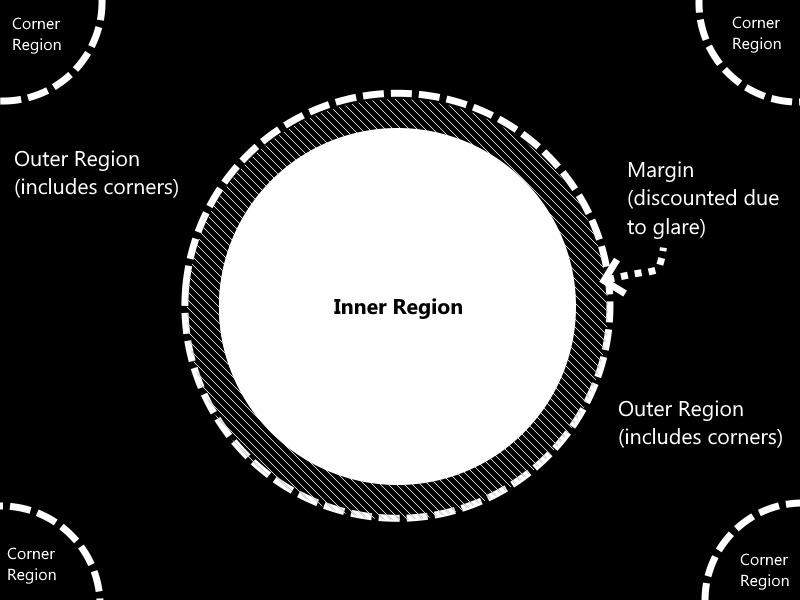 Corner
Region
Corner
Region
Outer Region
(includes corners)
Margin
(discounted due
to glare)
Inner Region
Outer Region
(includes corners)
Corner
Region
Corner
Region